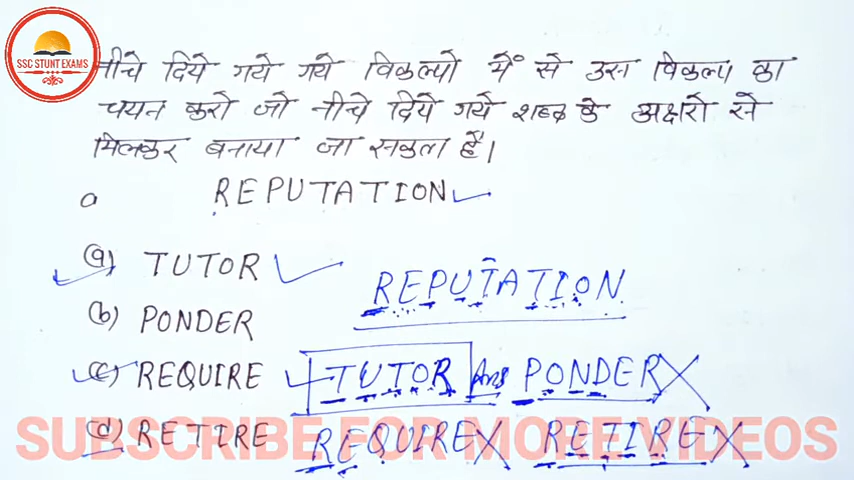 SSC STUNT EXAMS
नीचे दिये गये गये विकल्पो में से उस विकल्प का
चयन करो जो नीचे दिये गये शब्द के अक्षरो से
मिलकर बनाया जा सकता है।
a REPUTATION
(a) TUTOR
REPUTATION
(b) PONDER
(c) REQUIRE TUTOR Ans PONDER
(d) RETIRE REQUIRE RETIRE
SUBSCRIBE FOR MORE VIDEOS